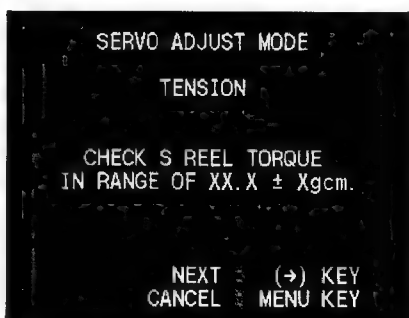 SERVO ADJUST MODE
TENSION
CHECK S REEL TORQUE
IN RANGE OF XX.X ± Xgcm.
NEXT : (→) KEY
CANCEL : MENU KEY